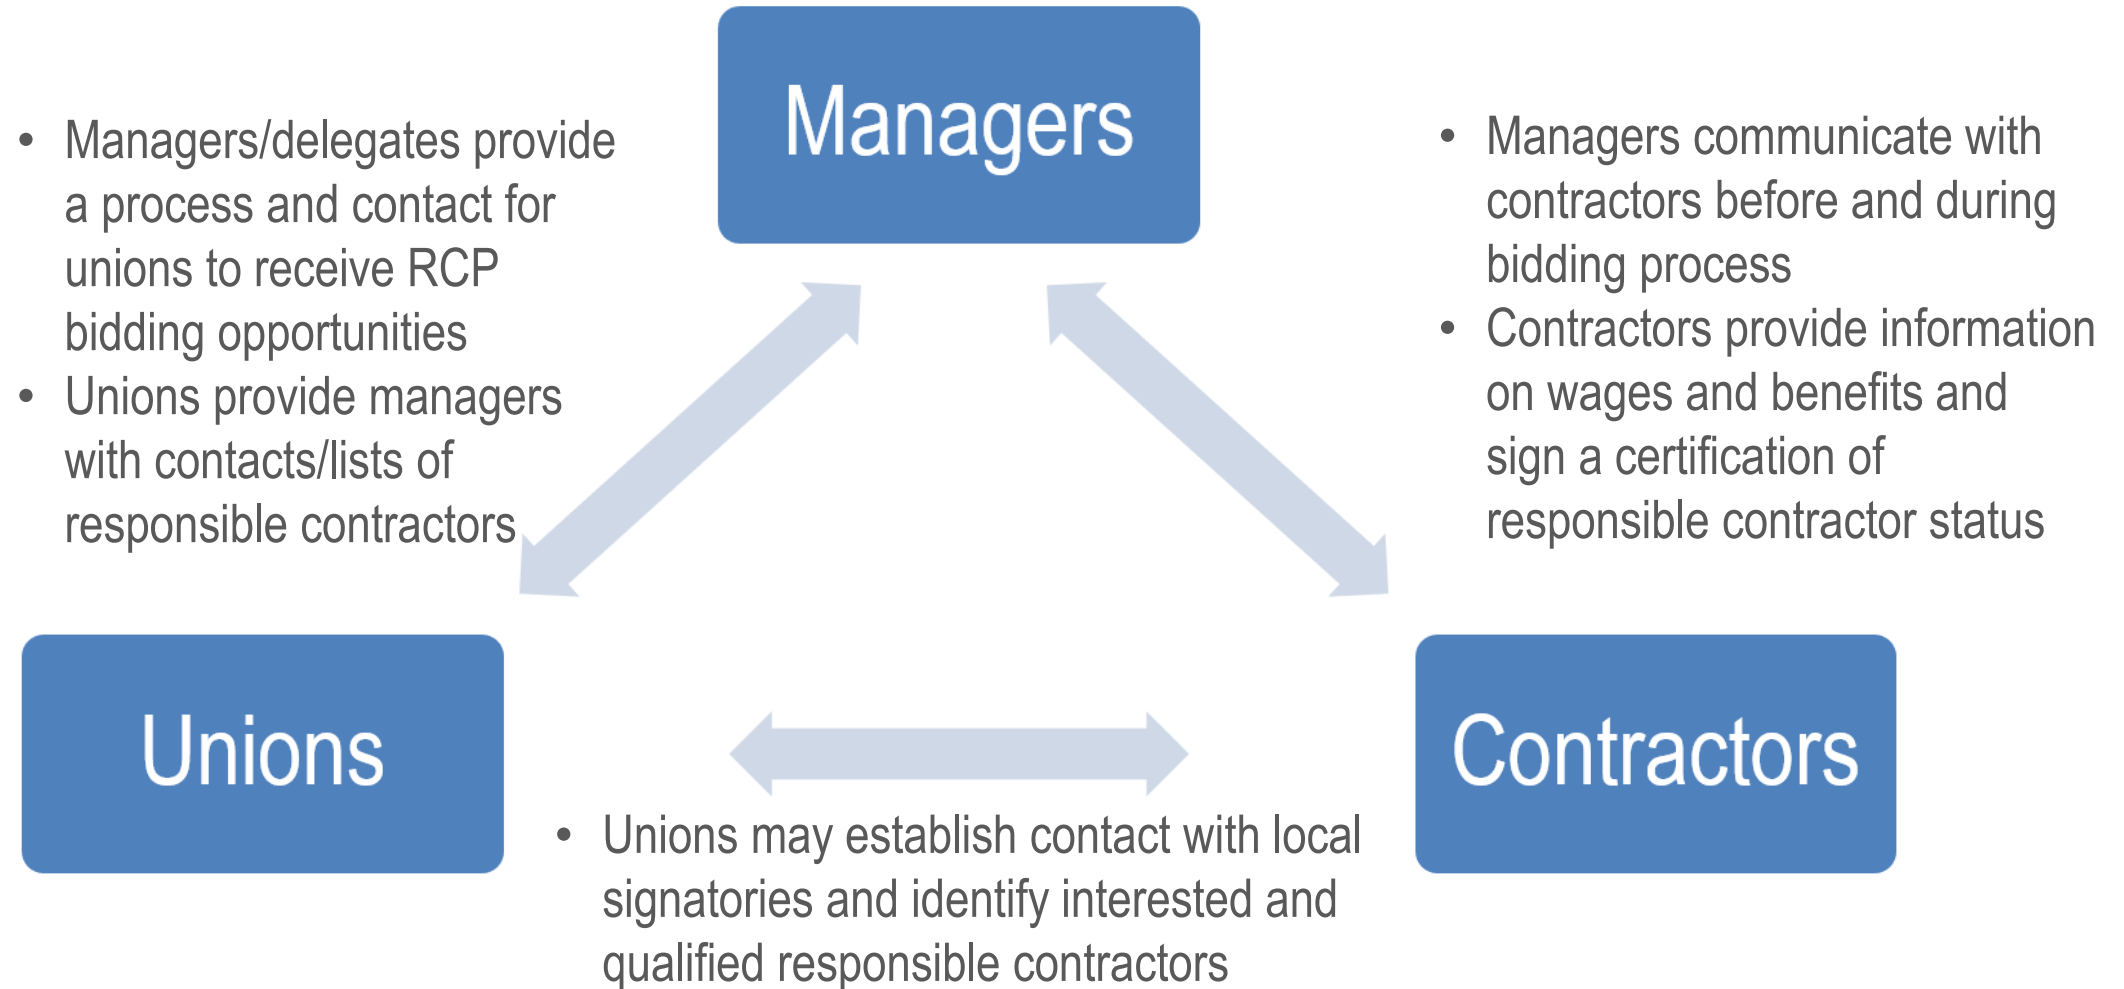 Managers
• Managers/delegates provide
a process and contact for
unions to receive RCP
bidding opportunities
• Unions provide managers
with contacts/lists of
responsible contractors
• Managers communicate with
contractors before and during
bidding process
• Contractors provide information
on wages and benefits and
sign a certification of
responsible contractor status
Unions
Contractors
• Unions may establish contact with local
signatories and identify interested and
qualified responsible contractors